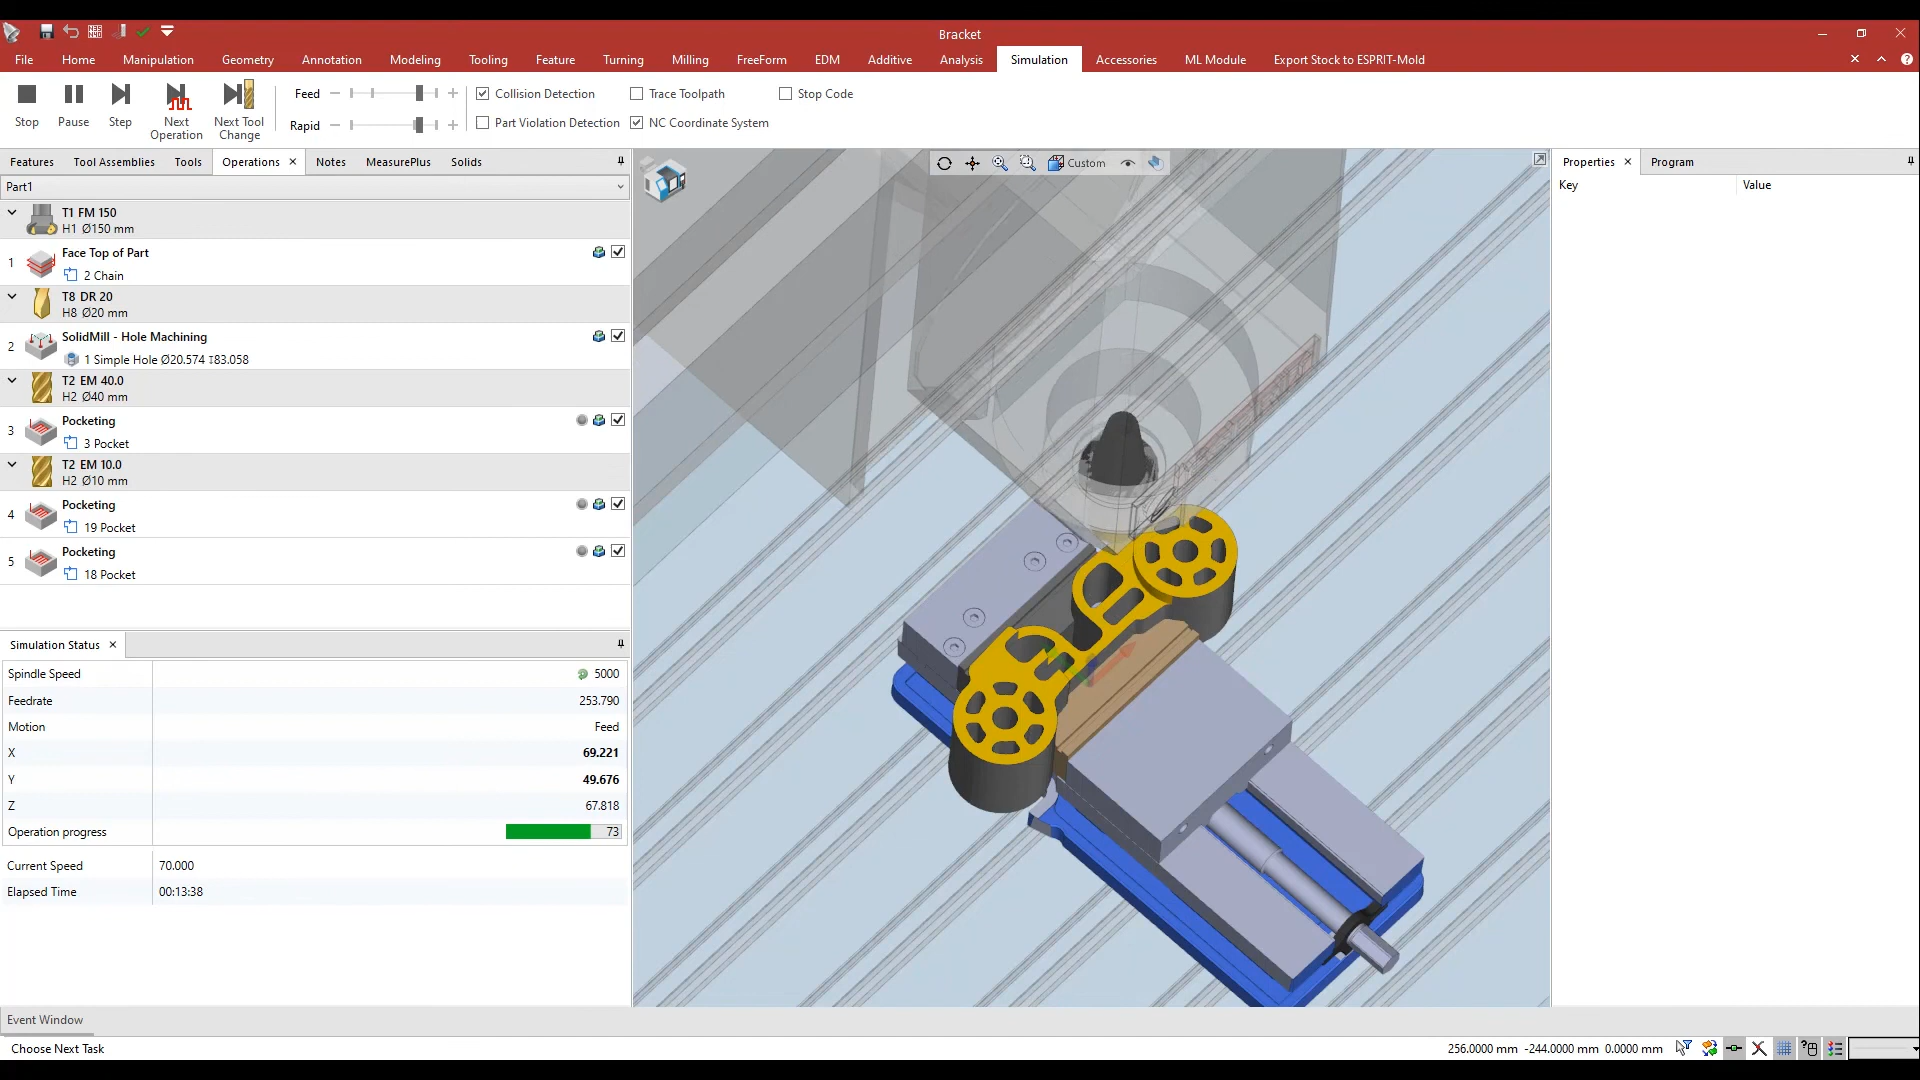 Bracket
File Home Manipulation Geometry Annotation Modeling Tooling Feature Turning Milling FreeForm EDM Additive Analysis Simulation Accessories ML Module Export Stock to ESPRIT-Mold
Stop
Pause
Step
Next Operation
Next Tool Change
Feed
Rapid
Collision Detection
Trace Toolpath
Stop Code
Part Violation Detection
NC Coordinate System
Features Tool Assemblies Tools Operations Notes MeasurePlus Solids
Part1
T1 FM 150
H1 Ø150 mm
1 Face Top of Part
2 Chain
T8 DR 20
H8 Ø20 mm
2 SolidMill - Hole Machining
1 Simple Hole Ø20.574 ↧83.058
T2 EM 40.0
H2 Ø40 mm
3 Pocketing
3 Pocket
T2 EM 10.0
H2 Ø10 mm
4 Pocketing
19 Pocket
5 Pocketing
18 Pocket
Simulation Status
Spindle Speed 5000
Feedrate 253.790
Motion Feed
X 69.221
Y 49.676
Z 67.818
Operation progress 73
Current Speed 70.000
Elapsed Time 00:13:38
Custom
Properties Program
Key Value
Event Window
Choose Next Task
256.0000 mm -244.0000 mm 0.0000 mm